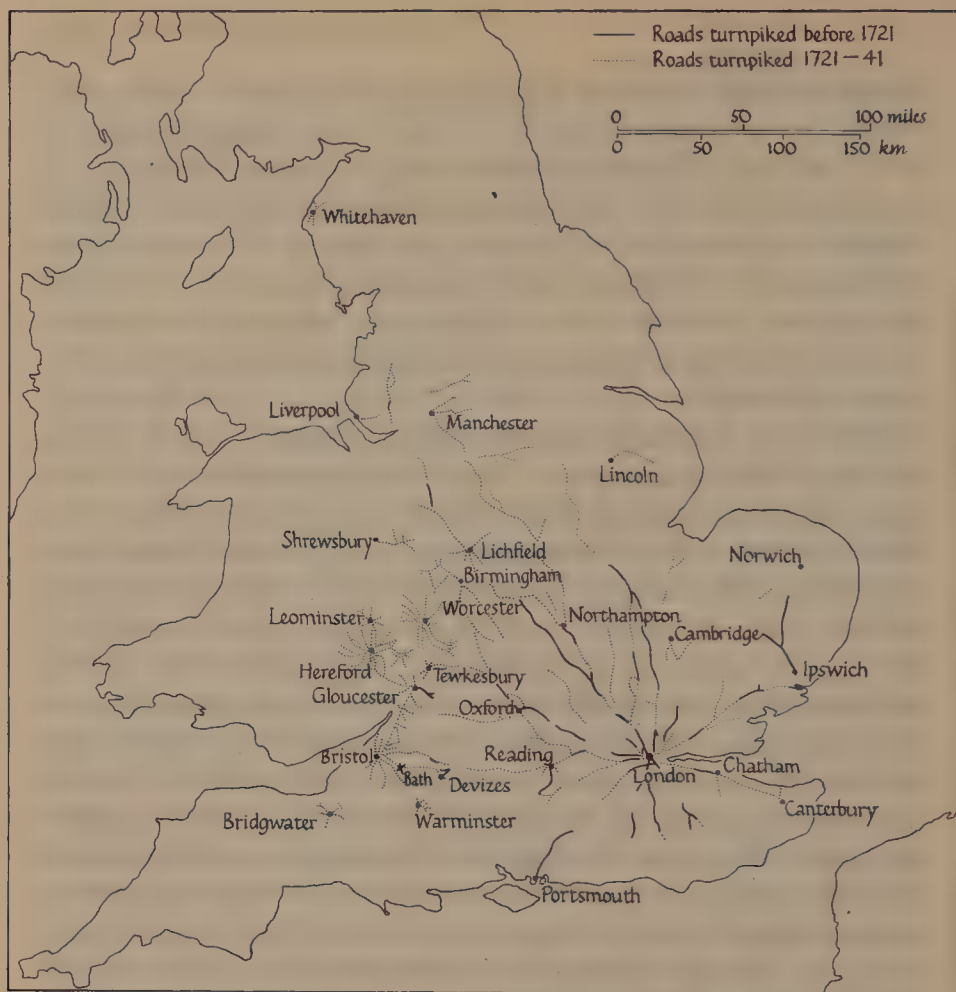 Roads turnpiked before 1721
Roads turnpiked 1721–41
0 50 100 miles
0 50 100 150 km
Whitehaven
Liverpool
Manchester
Lincoln
Shrewsbury
Lichfield
Norwich
Birmingham
Leominster
Worcester
Northampton
Cambridge
Hereford
Tewkesbury
Ipswich
Gloucester
Oxford
Bristol
Reading
London
Chatham
Bath
Devizes
Canterbury
Bridgwater
Warminster
Portsmouth